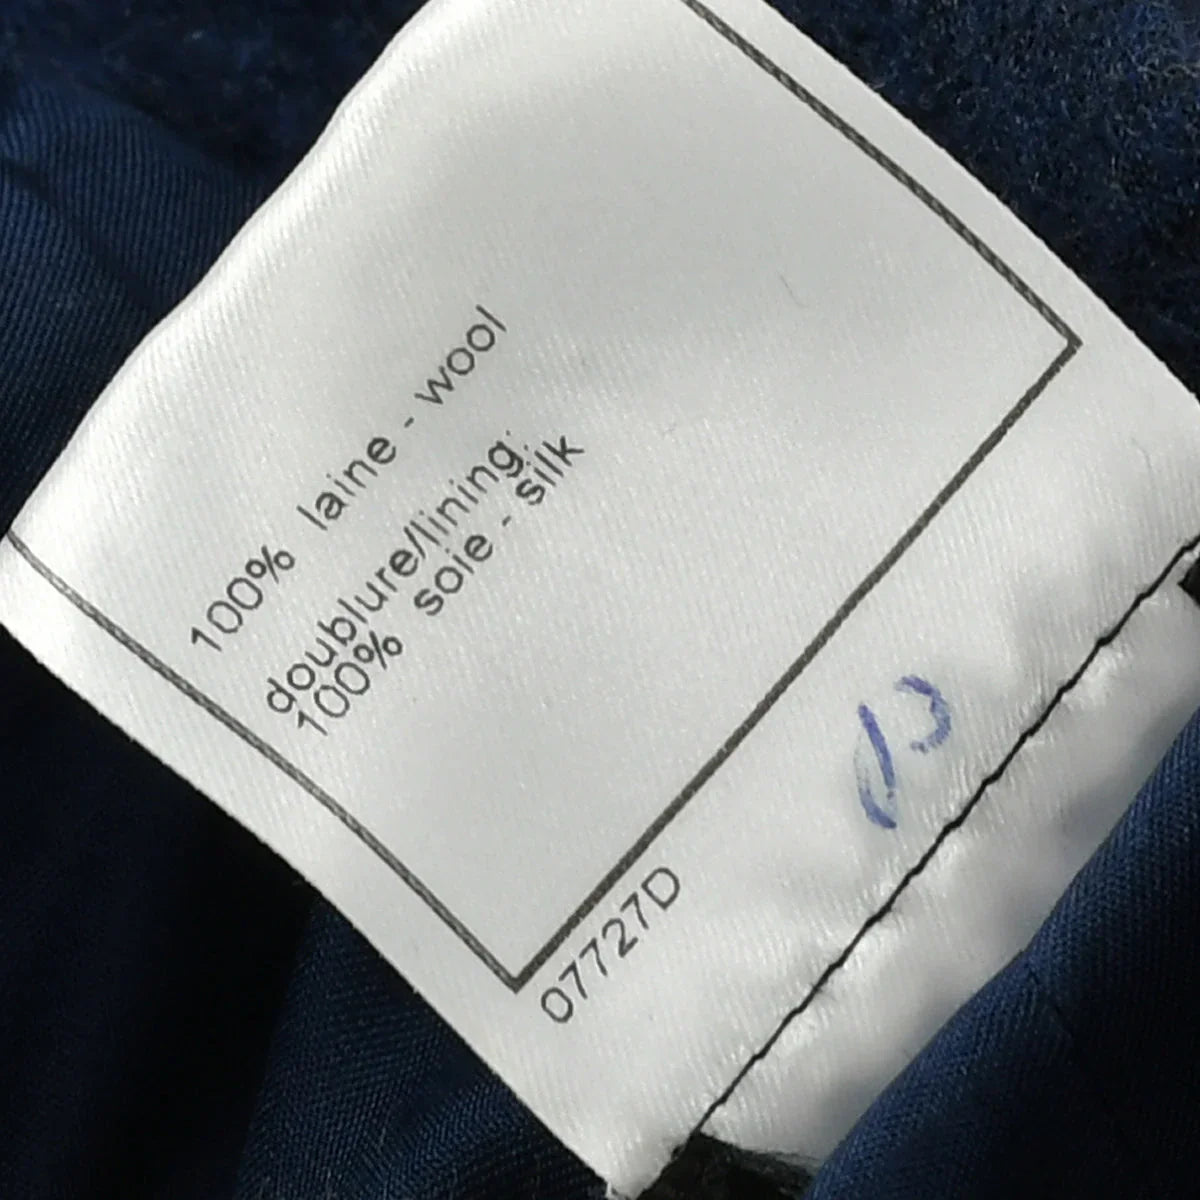 100% laine - wool
doublure/lining:
100% soie - silk
07727D